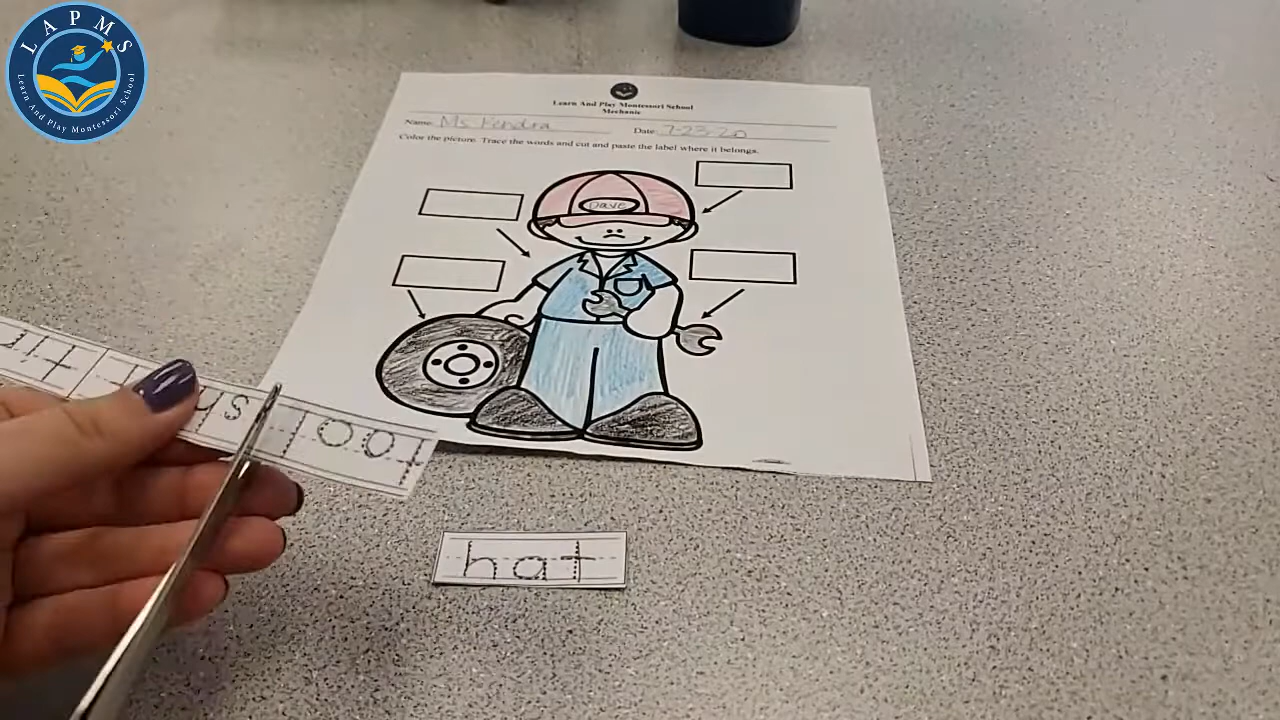 LAPMS
Learn And Play Montessori School
Learn And Play Montessori School
Mechanic
Name: Ms. Kendra Date: 7-23-20
Color the picture. Trace the words and cut and paste the label where it belongs.
Dave
tool
hat